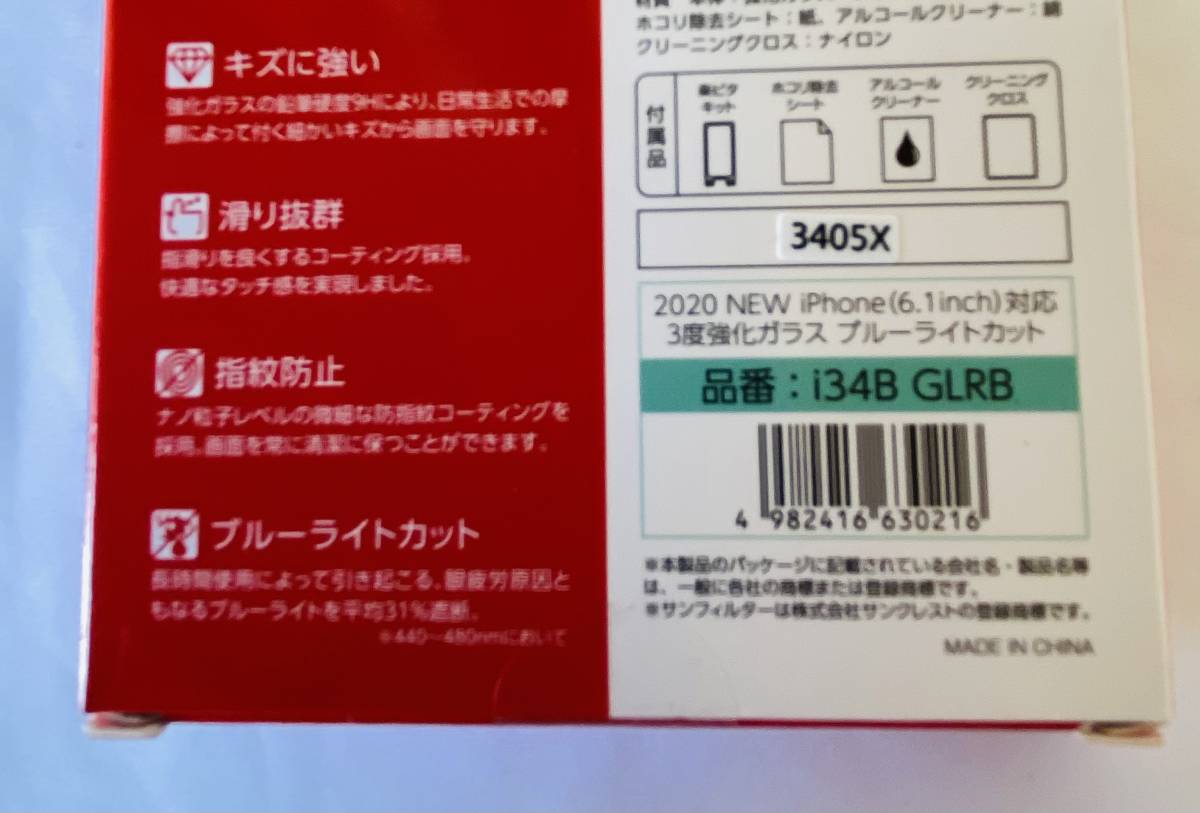 キズに強い
強化ガラスの鉛筆硬度9Hにより、日常生活での摩
擦によって付く細かいキズから画面を守ります。
滑り抜群
指滑りを良くするコーティング採用。
快適なタッチ感を実現しました。
指紋防止
ナノ粒子レベルの微細な防指紋コーティングを
採用。画面を常に清潔に保つことができます。
ブルーライトカット
長時間使用によって引き起こる、眼疲労原因と
もなるブルーライトを平均31%遮断。
※440～480nmにおいて
ホコリ除去シート：紙、アルコールクリーナー：綿
クリーニングクロス：ナイロン
付属品
楽ピタ
キット
ホコリ除去
シート
アルコール
クリーナー
クリーニング
クロス
3405X
2020 NEW iPhone(6.1inch)対応
3度強化ガラス ブルーライトカット
品番：i34B GLRB
4 982416 630216
※本製品のパッケージに記載されている会社名・製品名等
は、一般に各社の商標または登録商標です。
※サンフィルターは株式会社サンクレストの登録商標です。
MADE IN CHINA